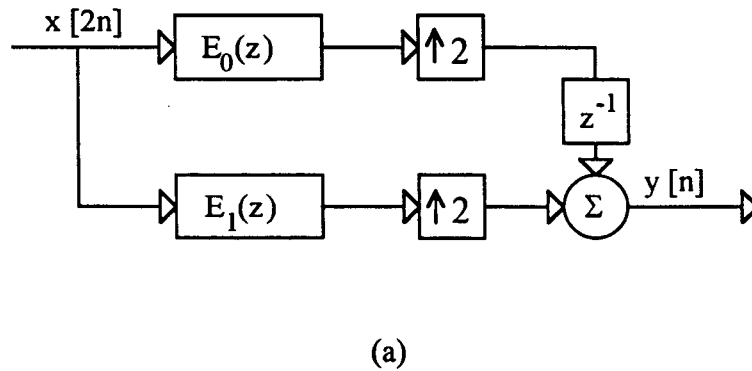 x [2n]
E₀(z)
↑2
z⁻¹
E₁(z)
↑2
Σ
y [n]
(a)